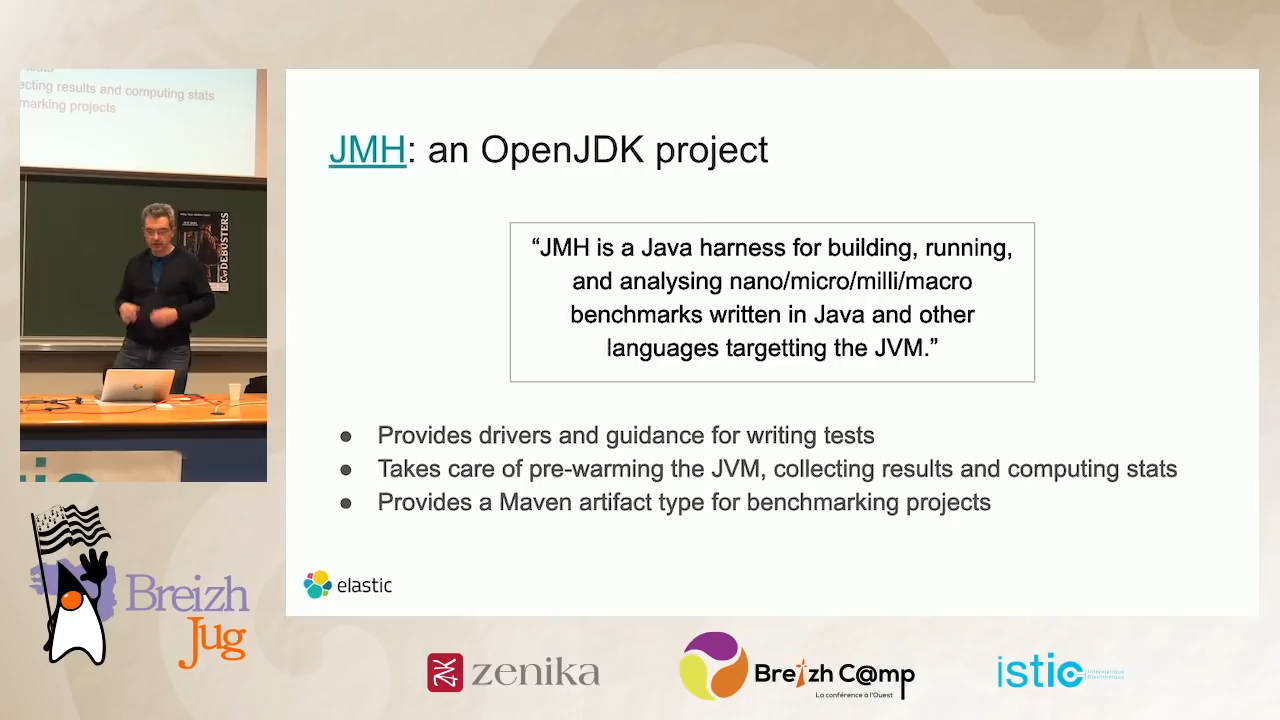 ecting results and computing stats
marking projects
CODEBUSTERS
JMH: an OpenJDK project
“JMH is a Java harness for building, running,
and analysing nano/micro/milli/macro
benchmarks written in Java and other
languages targetting the JVM.”
● Provides drivers and guidance for writing tests
● Takes care of pre-warming the JVM, collecting results and computing stats
● Provides a Maven artifact type for benchmarking projects
elastic
Breizh
Jug
zenika
Breizh C@mp
La conférence à l'Ouest
istic